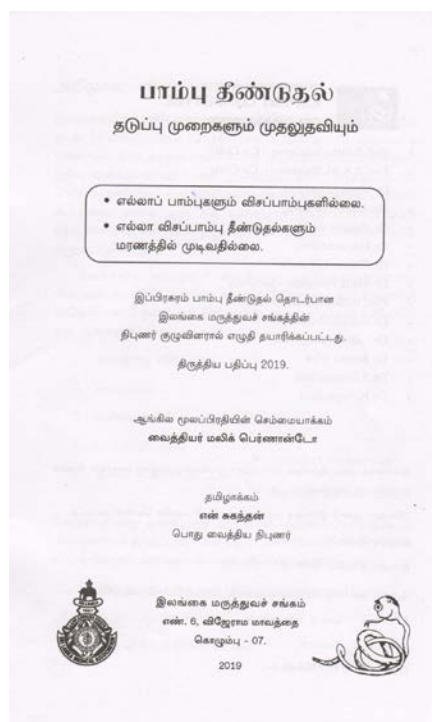 பாம்பு தீண்டுதல்
தடுப்பு முறைகளும் முதலுதவியும்
• எல்லாப் பாம்புகளும் விசப்பாம்புகளில்லை.
• எல்லா விசப்பாம்பு தீண்டுதல்களும்
மரணத்தில் முடிவதில்லை.
இப்பிரசுரம் பாம்பு தீண்டுதல் தொடர்பான
இலங்கை மருத்துவச் சங்கத்தின்
நிபுணர் குழுவினரால் எழுதி தயாரிக்கப்பட்டது.
திருத்திய பதிப்பு 2019.
ஆங்கில மூலப்பிரதியின் செம்மையாக்கம்
வைத்தியர் மலிக் பெர்ணான்டோ
தமிழாக்கம்
என் சுகந்தன்
பொது வைத்திய நிபுணர்
இலங்கை மருத்துவச் சங்கம்
எண். 6, விஜேராம மாவத்தை
கொழும்பு - 07.
2019